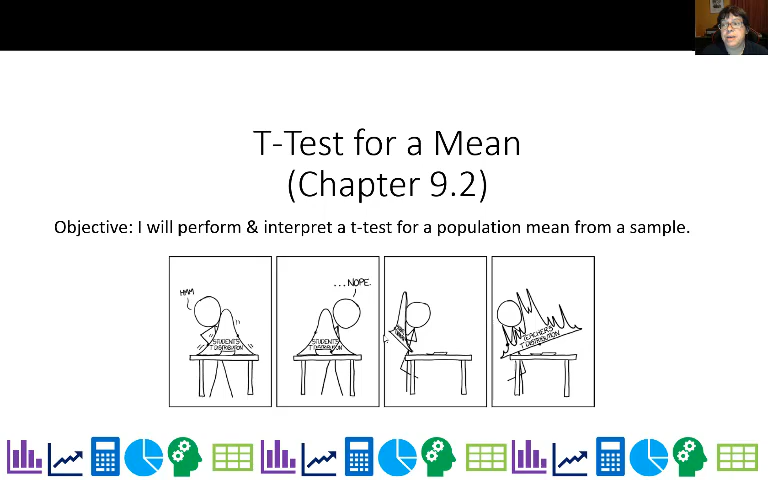 T-Test for a Mean
(Chapter 9.2)
Objective: I will perform & interpret a t-test for a population mean from a sample.
HMM
...NOPE.
STUDENT'S
T DISTRIBUTION
STUDENT'S
T DISTRIBUTION
TEACHER'S
T DISTRIBUTION